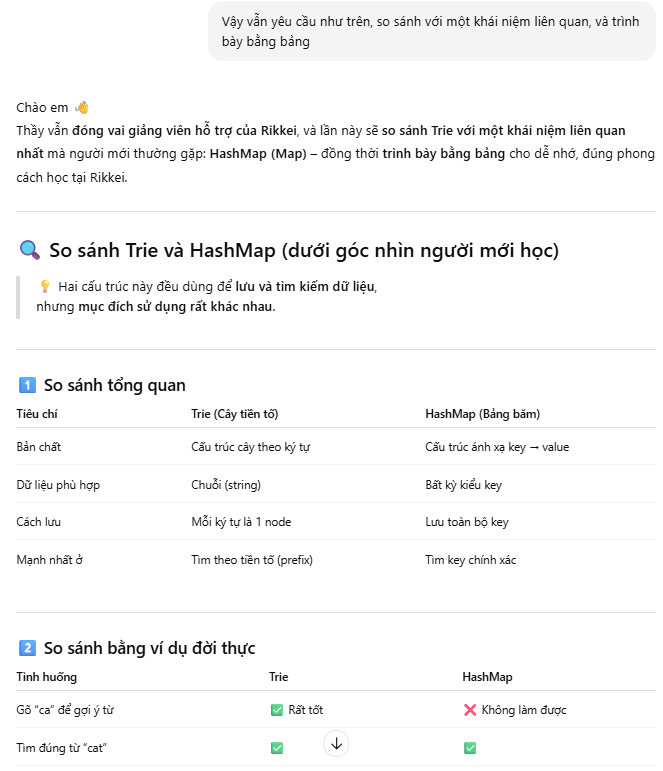 Vậy vẫn yêu cầu như trên, so sánh với một khái niệm liên quan, và trình
bày bằng bảng
Chào em 👋
Thầy vẫn đóng vai giảng viên hỗ trợ của Rikkei, và lần này sẽ so sánh Trie với một khái niệm liên quan
nhất mà người mới thường gặp: HashMap (Map) – đồng thời trình bày bằng bảng cho dễ nhớ, đúng phong
cách học tại Rikkei.
🔍 So sánh Trie và HashMap (dưới góc nhìn người mới học)
💡 Hai cấu trúc này đều dùng để lưu và tìm kiếm dữ liệu,
nhưng mục đích sử dụng rất khác nhau.
1️⃣ So sánh tổng quan
Tiêu chí Trie (Cây tiền tố) HashMap (Bảng băm)
Bản chất Cấu trúc cây theo ký tự Cấu trúc ánh xạ key → value
Dữ liệu phù hợp Chuỗi (string) Bất kỳ kiểu key
Cách lưu Mỗi ký tự là 1 node Lưu toàn bộ key
Mạnh nhất ở Tìm theo tiền tố (prefix) Tìm key chính xác
2️⃣ So sánh bằng ví dụ đời thực
Tình huống Trie HashMap
Gõ “ca” để gợi ý từ ✅ Rất tốt ❌ Không làm được
Tìm đúng từ “cat” ✅ ✅